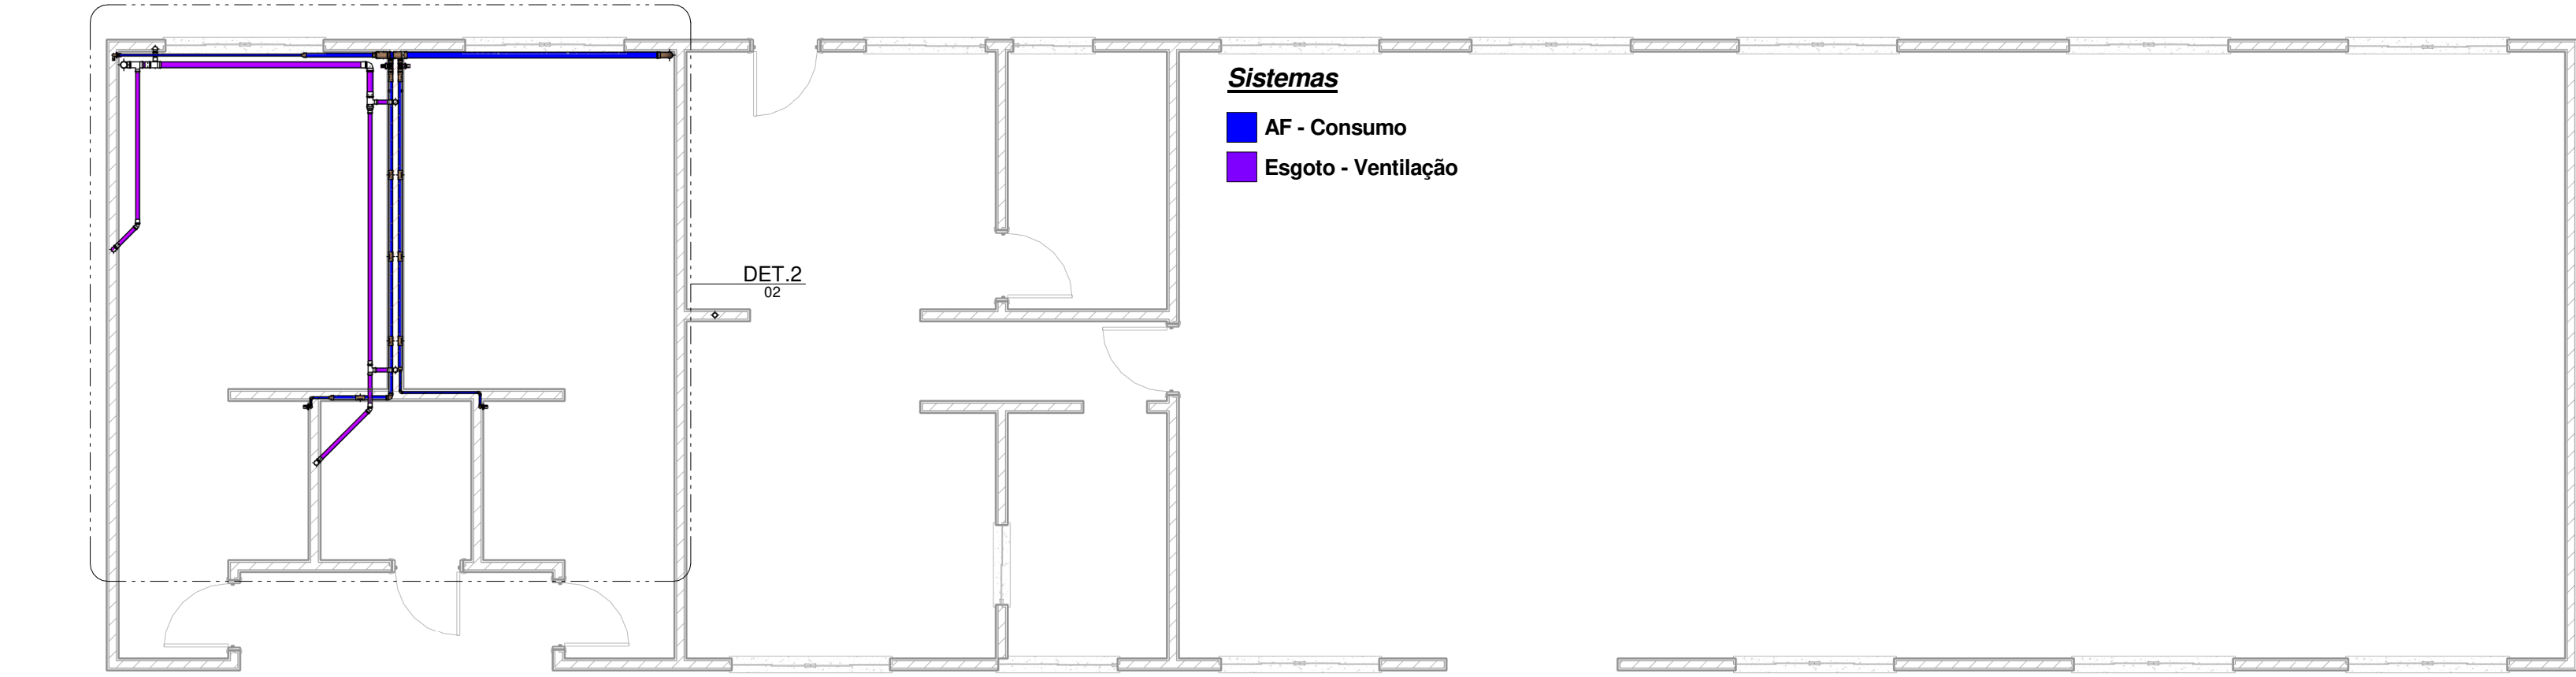 Sistemas
AF - Consumo
Esgoto - Ventilação
DET.2
02